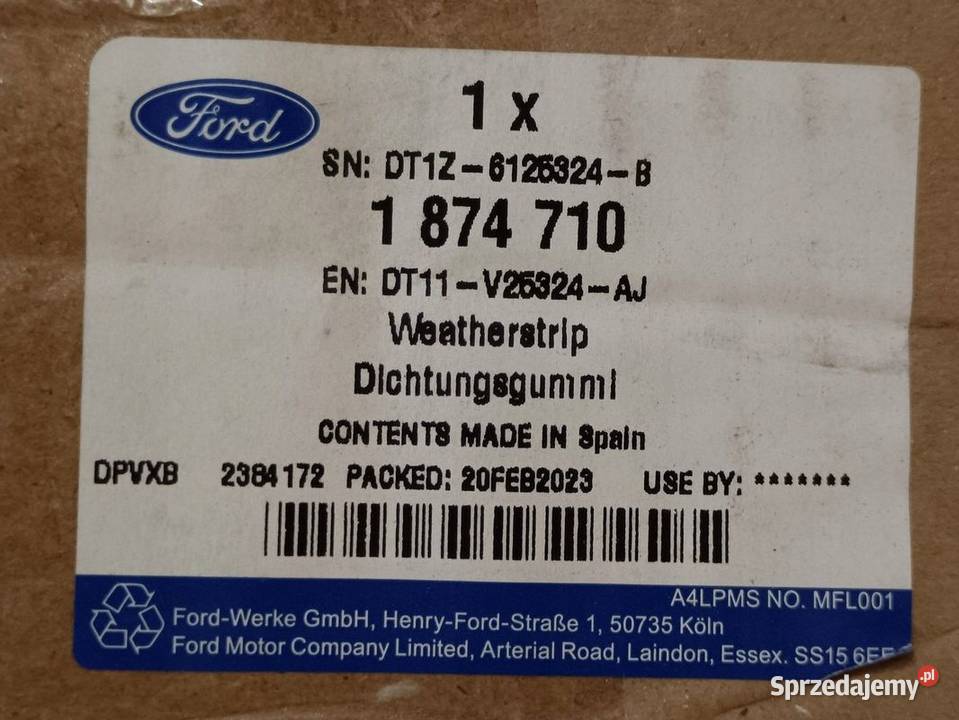 Ford
1 x
SN: DT1Z-6125324-B
1 874 710
EN: DT11-V25324-AJ
Weatherstrip
Dichtungsgummi
CONTENTS MADE IN Spain
DPVXB 2384172 PACKED: 20FEB2023 USE BY: *******
A4LPMS NO. MFL001
Ford-Werke GmbH, Henry-Ford-Straße 1, 50735 Köln
Ford Motor Company Limited, Arterial Road, Laindon, Essex. SS15 6EE
Sprzedajemy.pl